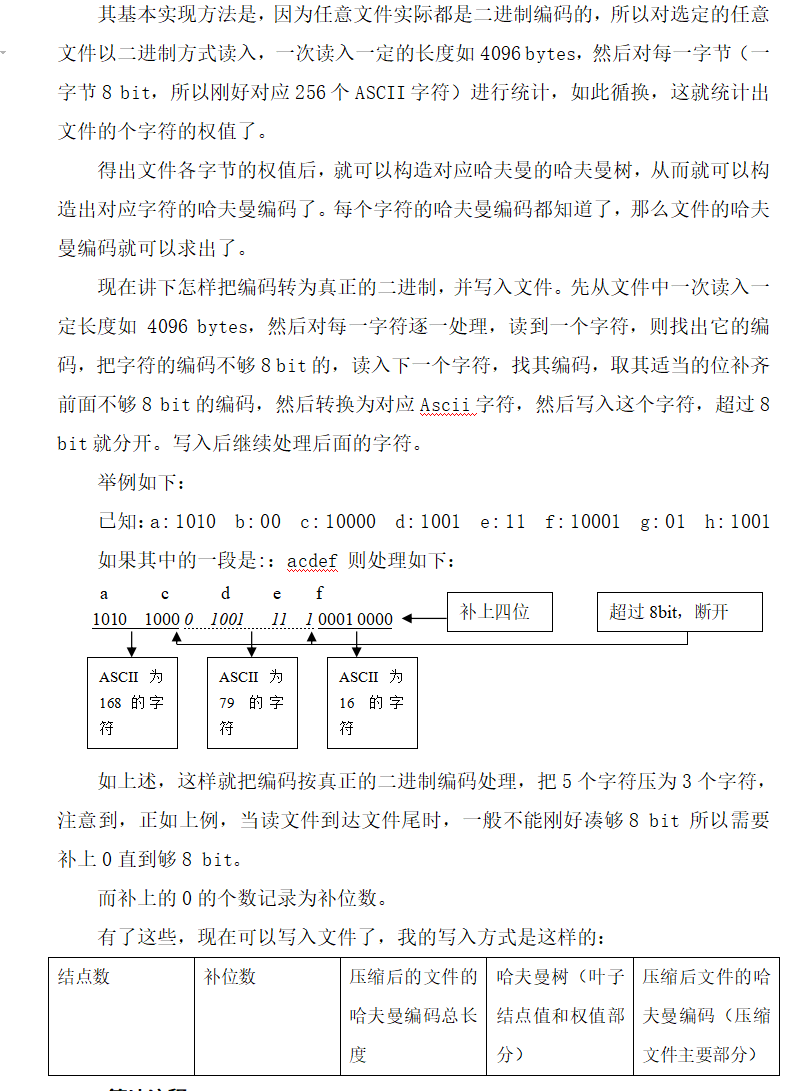 其基本实现方法是，因为任意文件实际都是二进制编码的，所以对选定的任意
文件以二进制方式读入，一次读入一定的长度如 4096 bytes，然后对每一字节（一
字节 8 bit，所以刚好对应 256 个 ASCII 字符）进行统计，如此循换，这就统计出
文件的个字符的权值了。
得出文件各字节的权值后，就可以构造对应哈夫曼的哈夫曼树，从而就可以构
造出对应字符的哈夫曼编码了。每个字符的哈夫曼编码都知道了，那么文件的哈夫
曼编码就可以求出了。
现在讲下怎样把编码转为真正的二进制，并写入文件。先从文件中一次读入一
定长度如 4096 bytes，然后对每一字符逐一处理，读到一个字符，则找出它的编
码，把字符的编码不够 8 bit 的，读入下一个字符，找其编码，取其适当的位补齐
前面不够 8 bit 的编码，然后转换为对应 Ascii 字符，然后写入这个字符，超过 8
bit 就分开。写入后继续处理后面的字符。
举例如下：
已知：a:1010 b:00 c:10000 d:1001 e:11 f:10001 g:01 h:1001
如果其中的一段是:：acdef 则处理如下：
a c d e f
1010 1000 0 1001 11 1 0001 0000
补上四位
超过 8bit，断开
ASCII 为
168 的字
符
ASCII 为
79 的字
符
ASCII 为
16 的字
符
如上述，这样就把编码按真正的二进制编码处理，把 5 个字符压为 3 个字符，
注意到，正如上例，当读文件到达文件尾时，一般不能刚好凑够 8 bit 所以需要
补上 0 直到够 8 bit。
而补上的 0 的个数记录为补位数。
有了这些，现在可以写入文件了，我的写入方式是这样的：
结点数
补位数
压缩后的文件的
哈夫曼编码总长
度
哈夫曼树（叶子
结点值和权值部
分）
压缩后文件的哈
夫曼编码（压缩
文件主要部分）